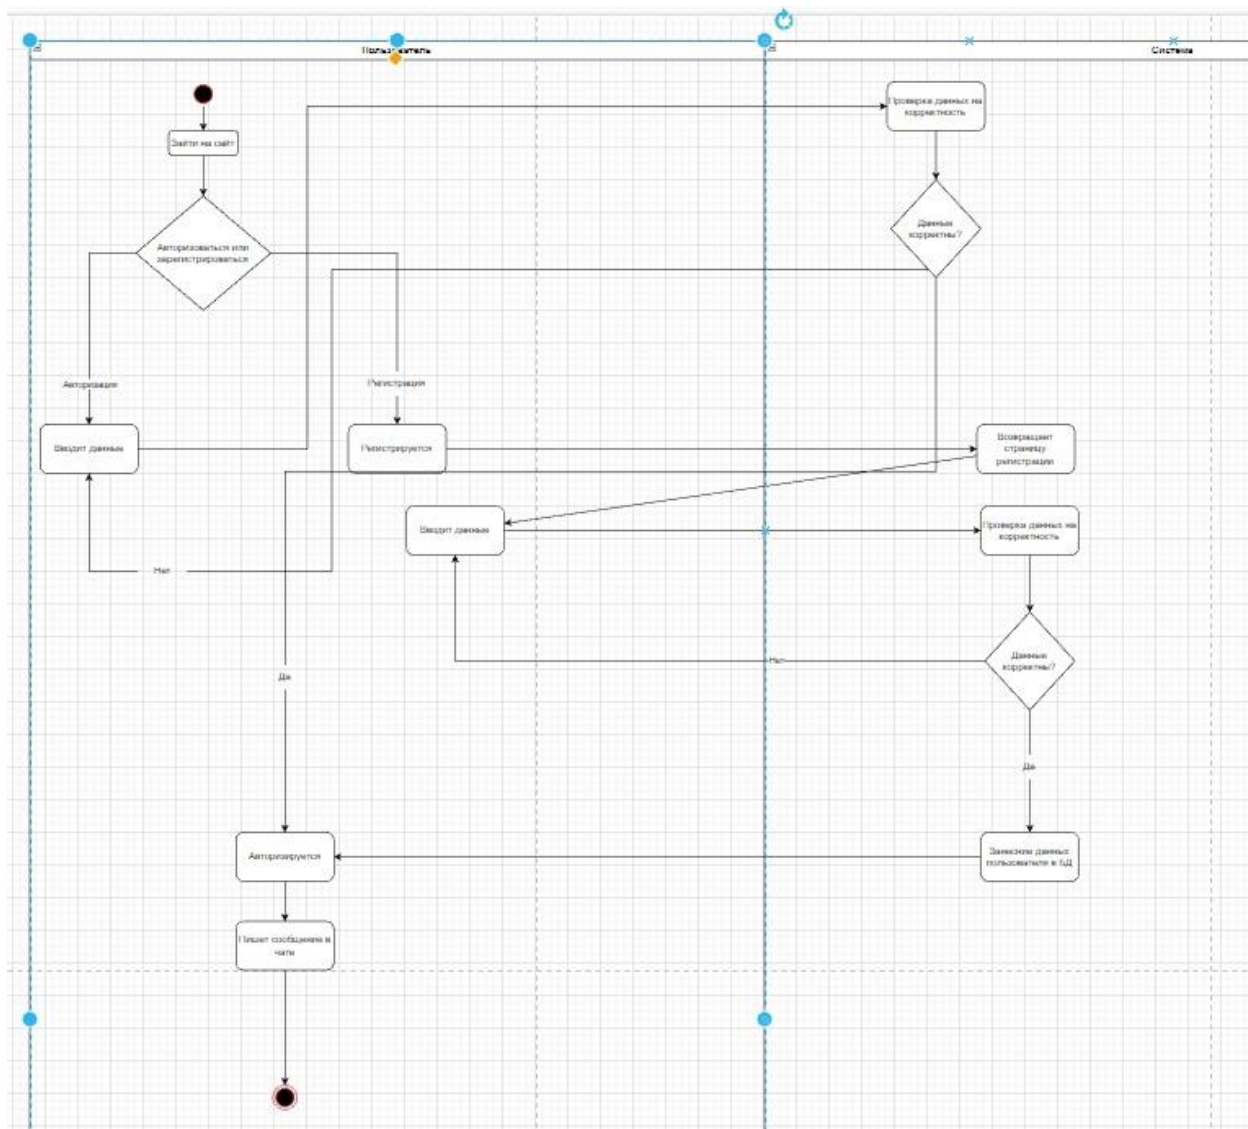 Пользователь
Система
Зайти на сайт
Проверка данных на
корректность
Авторизоваться или
зарегистрироваться
Данные
корректны?
Авторизация
Регистрация
Вводит данные
Регистрируется
Возвращает
страницу
регистрации
Вводит данные
Проверка данных на
корректность
Нет
Данные
корректны?
Нет
Да
Да
Авторизируется
Занесние данных
пользователя в БД
Пишет сообщение в
чате